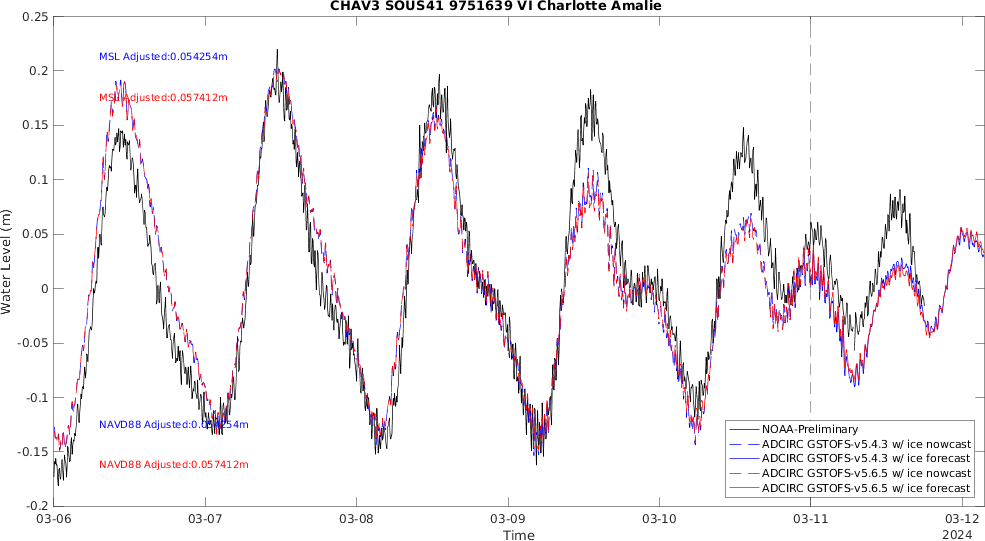 CHAV3 SOUS41 9751639 VI Charlotte Amalie
0.25
0.2
0.15
0.1
0.05
0
-0.05
-0.1
-0.15
-0.2
Water Level (m)
MSL Adjusted:0.054254m
MSL Adjusted:0.057412m
NAVD88 Adjusted:0.054254m
NAVD88 Adjusted:0.057412m
NOAA-Preliminary
ADCIRC GSTOFS-v5.4.3 w/ ice nowcast
ADCIRC GSTOFS-v5.4.3 w/ ice forecast
ADCIRC GSTOFS-v5.6.5 w/ ice nowcast
ADCIRC GSTOFS-v5.6.5 w/ ice forecast
03-06 03-07 03-08 03-09 03-10 03-11 03-12
Time
2024